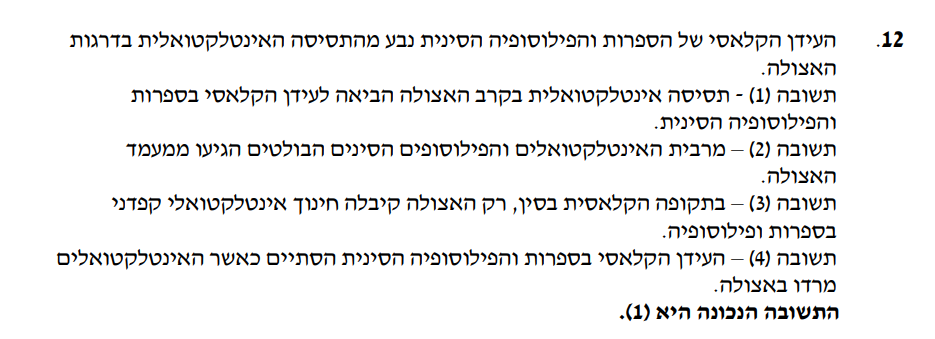 12. העידן הקלאסי של הספרות והפילוסופיה הסינית נבע מהתסיסה האינטלקטואלית בדרגות
האצולה.
תשובה (1) - תסיסה אינטלקטואלית בקרב האצולה הביאה לעידן הקלאסי בספרות
והפילוסופיה הסינית.
תשובה (2) – מרבית האינטלקטואלים והפילוסופים הסינים הבולטים הגיעו ממעמד
האצולה.
תשובה (3) – בתקופה הקלאסית בסין, רק האצולה קיבלה חינוך אינטלקטואלי קפדני
בספרות ופילוסופיה.
תשובה (4) – העידן הקלאסי בספרות והפילוסופיה הסינית הסתיים כאשר האינטלקטואלים
מרדו באצולה.
התשובה הנכונה היא (1).